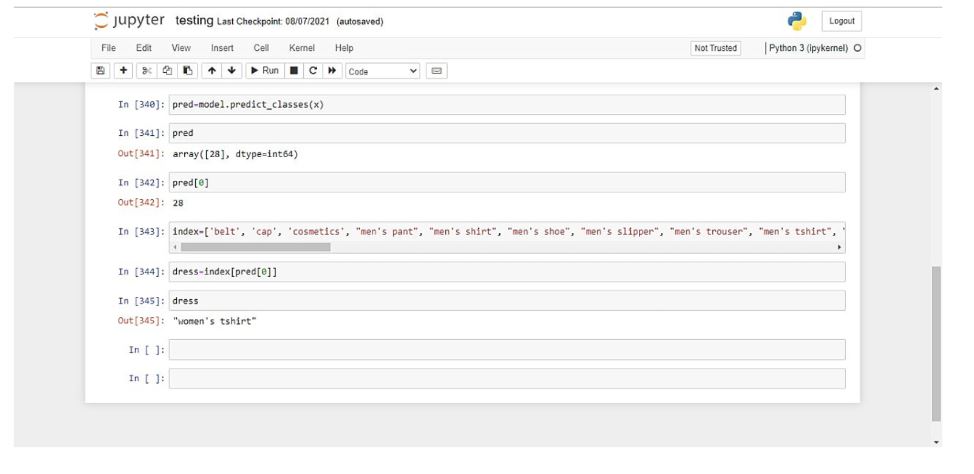 jupyter testing Last Checkpoint: 08/07/2021 (autosaved) Logout
File Edit View Insert Cell Kernel Help Not Trusted Python 3 (ipykernel)
Run Code
In [340]: pred=model.predict_classes(x)
In [341]: pred
Out[341]: array([28], dtype=int64)
In [342]: pred[0]
Out[342]: 28
In [343]: index=['belt', 'cap', 'cosmetics', "men's pant", "men's shirt", "men's shoe", "men's slipper", "men's trouser", "men's tshirt", '
In [344]: dress=index[pred[0]]
In [345]: dress
Out[345]: "women's tshirt"
In [ ]:
In [ ]: